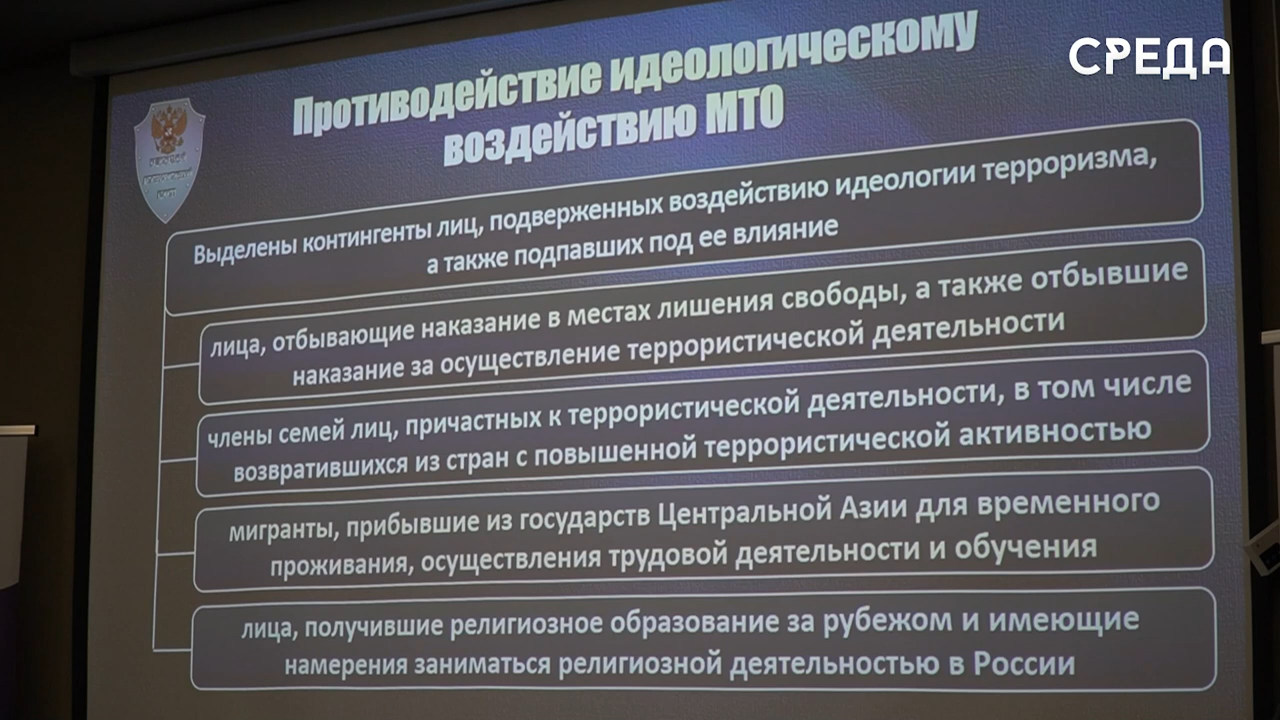 СРЕДА
Противодействие идеологическому
воздействию МТО
Выделены контингенты лиц, подверженных воздействию идеологии терроризма,
а также подпавших под ее влияние
лица, отбывающие наказание в местах лишения свободы, а также отбывшие
наказание за осуществление террористической деятельности
члены семей лиц, причастных к террористической деятельности, в том числе
возвратившихся из стран с повышенной террористической активностью
мигранты, прибывшие из государств Центральной Азии для временного
проживания, осуществления трудовой деятельности и обучения
лица, получившие религиозное образование за рубежом и имеющие
намерения заниматься религиозной деятельностью в России